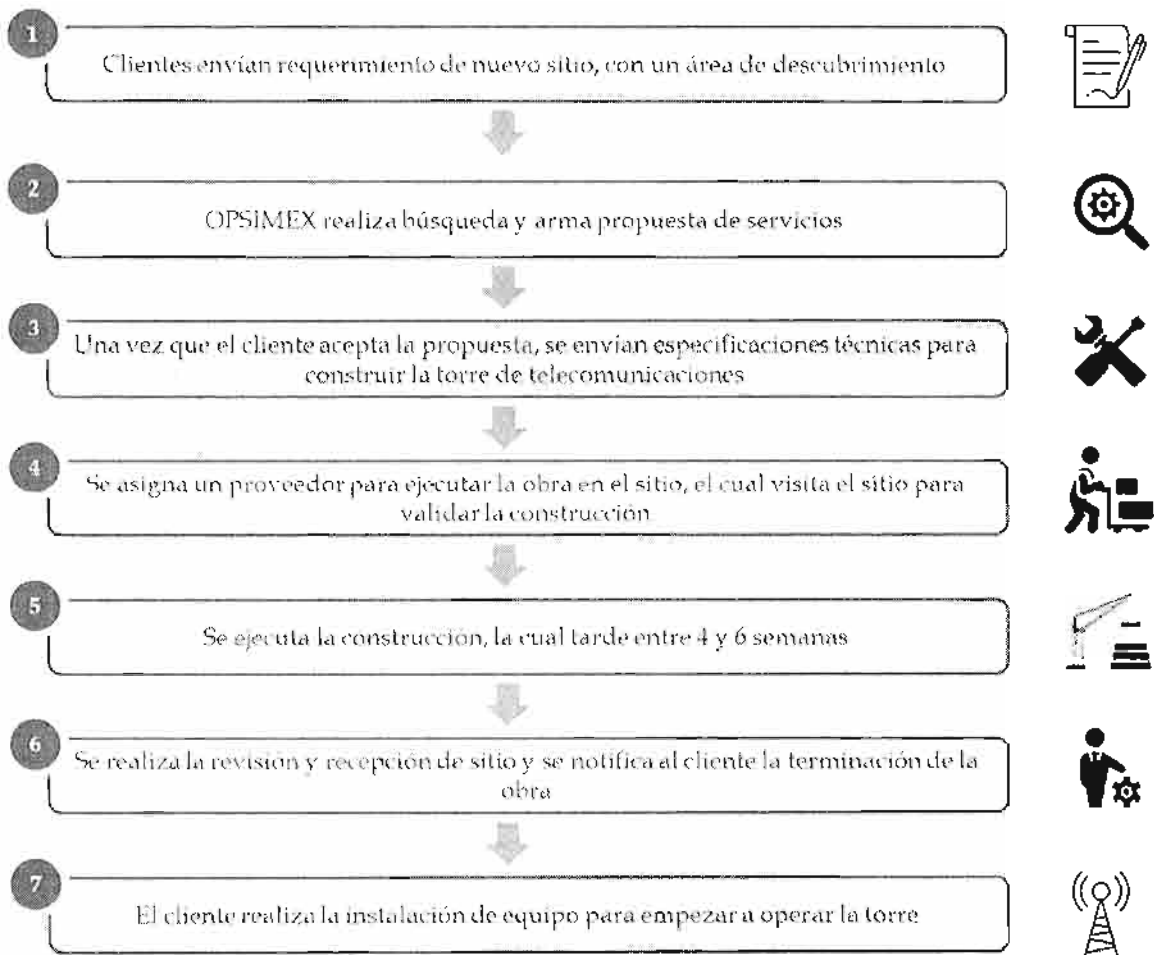 1
Clientes envían requerimiento de nuevo sitio, con un área de descubrimiento
2
OPSIMEX realiza búsqueda y arma propuesta de servicios
3
Una vez que el cliente acepta la propuesta, se envían especificaciones técnicas para
construir la torre de telecomunicaciones
4
Se asigna un proveedor para ejecutar la obra en el sitio, el cual visita el sitio para
validar la construcción
5
Se ejecuta la construcción, la cual tarde entre 4 y 6 semanas
6
Se realiza la revisión y recepción de sitio y se notifica al cliente la terminación de la
obra
7
El cliente realiza la instalación de equipo para empezar a operar la torre